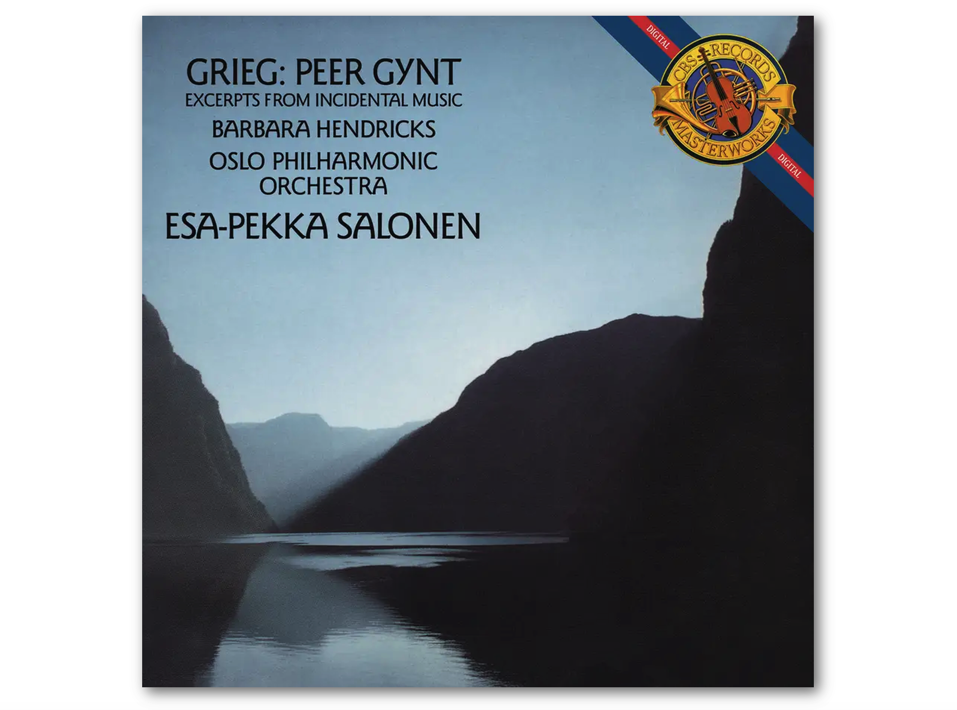 GRIEG: PEER GYNT
EXCERPTS FROM INCIDENTAL MUSIC
BARBARA HENDRICKS
OSLO PHILHARMONIC
ORCHESTRA
ESA-PEKKA SALONEN
DIGITAL
CBS RECORDS
MASTERWORKS
DIGITAL